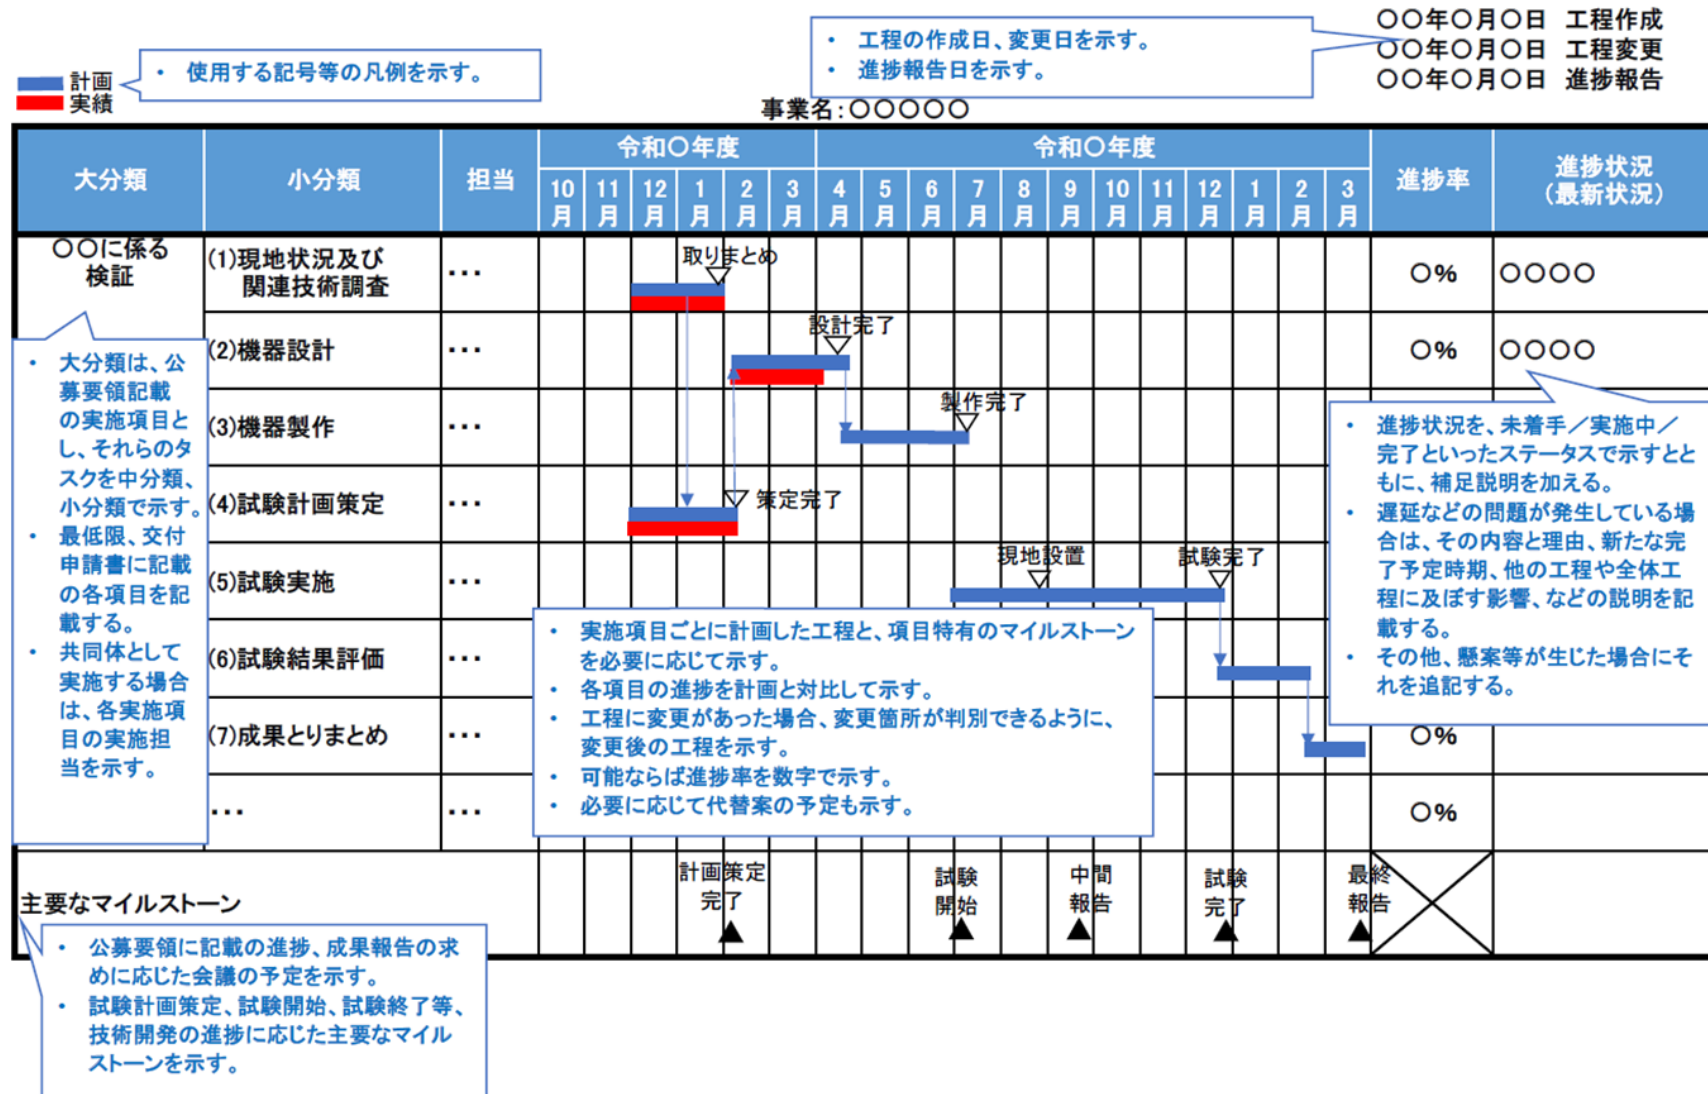 〇〇年〇月〇日 工程作成
〇〇年〇月〇日 工程変更
〇〇年〇月〇日 進捗報告
・ 工程の作成日、変更日を示す。
・ 進捗報告日を示す。
計画
実績
・ 使用する記号等の凡例を示す。
事業名:〇〇〇〇〇
大分類
小分類
担当
令和〇年度
令和〇年度
進捗率
進捗状況
(最新状況)
10月 11月 12月 1月 2月 3月 4月 5月 6月 7月 8月 9月 10月 11月 12月 1月 2月 3月
〇〇に係る
検証
(1)現地状況及び
関連技術調査
・・・
取りまとめ
〇%
〇〇〇〇
(2)機器設計
・・・
設計完了
〇%
〇〇〇〇
(3)機器製作
・・・
製作完了
(4)試験計画策定
・・・
策定完了
(5)試験実施
・・・
現地設置
試験完了
(6)試験結果評価
・・・
(7)成果とりまとめ
・・・
〇%
・・・
・・・
〇%
・ 大分類は、公
募要領記載
の実施項目と
し、それらのタ
スクを中分類、
小分類で示す。
・ 最低限、交付
申請書に記載
の各項目を記
載する。
・ 共同体として
実施する場合
は、各実施項
目の実施担
当を示す。
・ 実施項目ごとに計画した工程と、項目特有のマイルストーン
を必要に応じて示す。
・ 各項目の進捗を計画と対比して示す。
・ 工程に変更があった場合、変更箇所が判別できるように、
変更後の工程を示す。
・ 可能ならば進捗率を数字で示す。
・ 必要に応じて代替案の予定も示す。
・ 進捗状況を、未着手／実施中／
完了といったステータスで示すとと
もに、補足説明を加える。
・ 遅延などの問題が発生している場
合は、その内容と理由、新たな完
了予定時期、他の工程や全体工
程に及ぼす影響、などの説明を記
載する。
・ その他、懸案等が生じた場合にそ
れを追記する。
主要なマイルストーン
計画策定
完了
試験
開始
中間
報告
試験
完了
最終
報告
・ 公募要領に記載の進捗、成果報告の求
めに応じた会議の予定を示す。
・ 試験計画策定、試験開始、試験終了等、
技術開発の進捗に応じた主要なマイル
ストーンを示す。